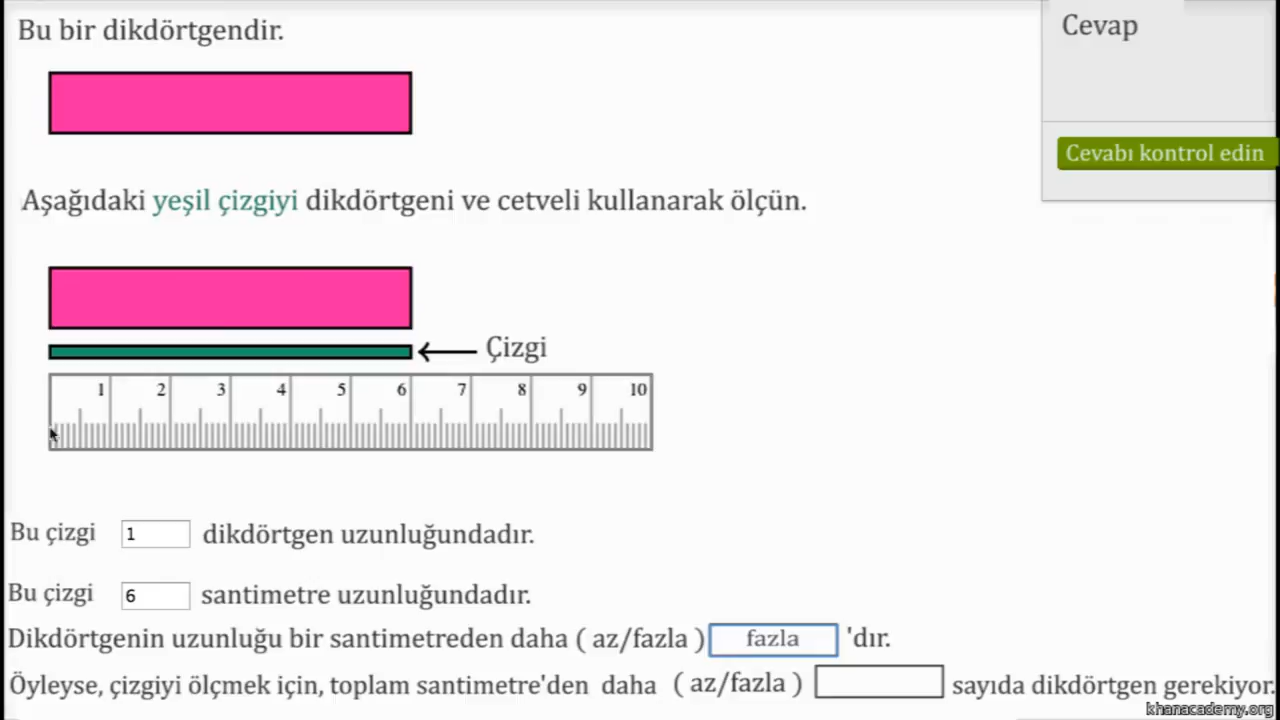 Bu bir dikdörtgendir.
Cevap
Cevabı kontrol edin
Aşağıdaki yeşil çizgiyi dikdörtgeni ve cetveli kullanarak ölçün.
Çizgi
1 2 3 4 5 6 7 8 9 10
Bu çizgi 1 dikdörtgen uzunluğundadır.
Bu çizgi 6 santimetre uzunluğundadır.
Dikdörtgenin uzunluğu bir santimetreden daha ( az/fazla ) fazla 'dır.
Öyleyse, çizgiyi ölçmek için, toplam santimetre'den daha ( az/fazla ) sayıda dikdörtgen gerekiyor.
khanacademy.org